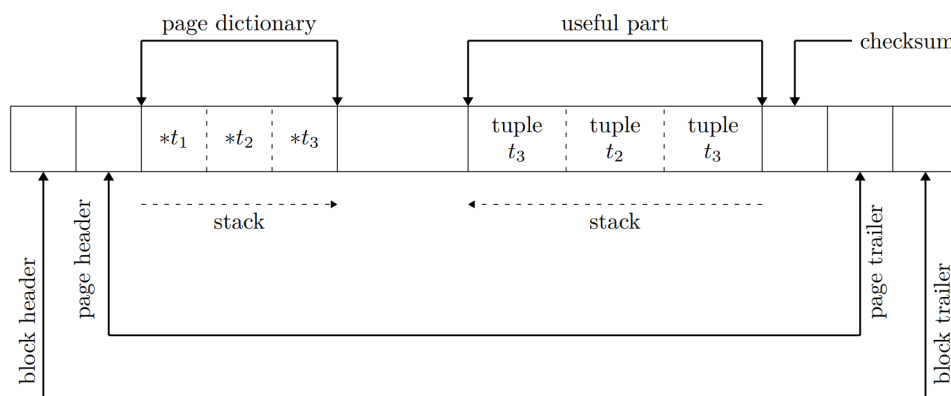 page dictionary
useful part
checksum
*t₁
*t₂
*t₃
tuple
t₃
tuple
t₂
tuple
t₃
stack
stack
block header
page header
page trailer
block trailer